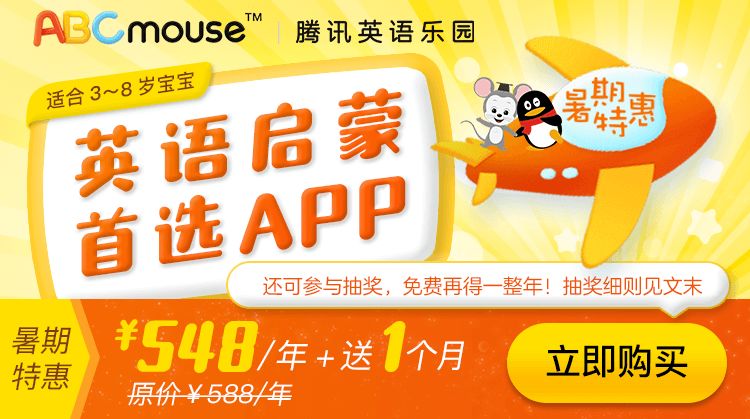 ABCmouse™ | 腾讯英语乐园
适合 3～8 岁宝宝
英语启蒙
首选APP
暑期
特惠
还可参与抽奖，免费再得一整年！抽奖细则见文末
暑期
特惠
¥548/年+送1个月
原价¥588/年
立即购买